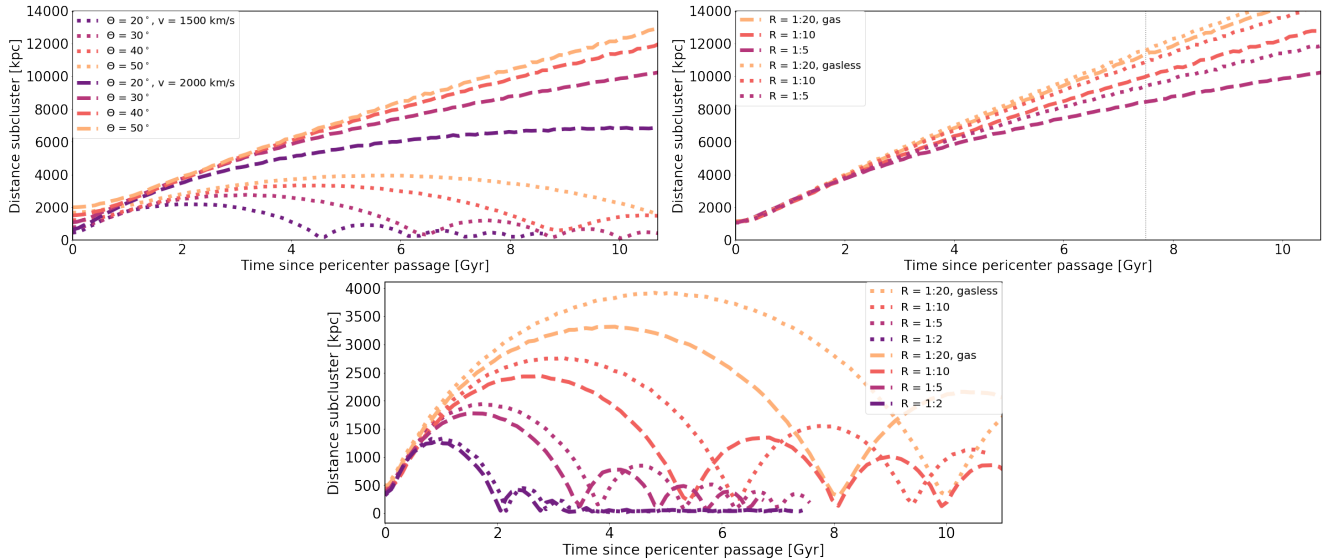 14000
12000
10000
8000
6000
4000
2000
0
Distance subcluster [kpc]
Θ = 20°, v = 1500 km/s
Θ = 30°
Θ = 40°
Θ = 50°
Θ = 20°, v = 2000 km/s
Θ = 30°
Θ = 40°
Θ = 50°
0 2 4 6 8 10
Time since pericenter passage [Gyr]
14000
12000
10000
8000
6000
4000
2000
0
Distance subcluster [kpc]
R = 1:20, gas
R = 1:10
R = 1:5
R = 1:20, gasless
R = 1:10
R = 1:5
0 2 4 6 8 10
Time since pericenter passage [Gyr]
4000
3500
3000
2500
2000
1500
1000
500
0
Distance subcluster [kpc]
R = 1:20, gasless
R = 1:10
R = 1:5
R = 1:2
R = 1:20, gas
R = 1:10
R = 1:5
R = 1:2
0 2 4 6 8 10
Time since pericenter passage [Gyr]